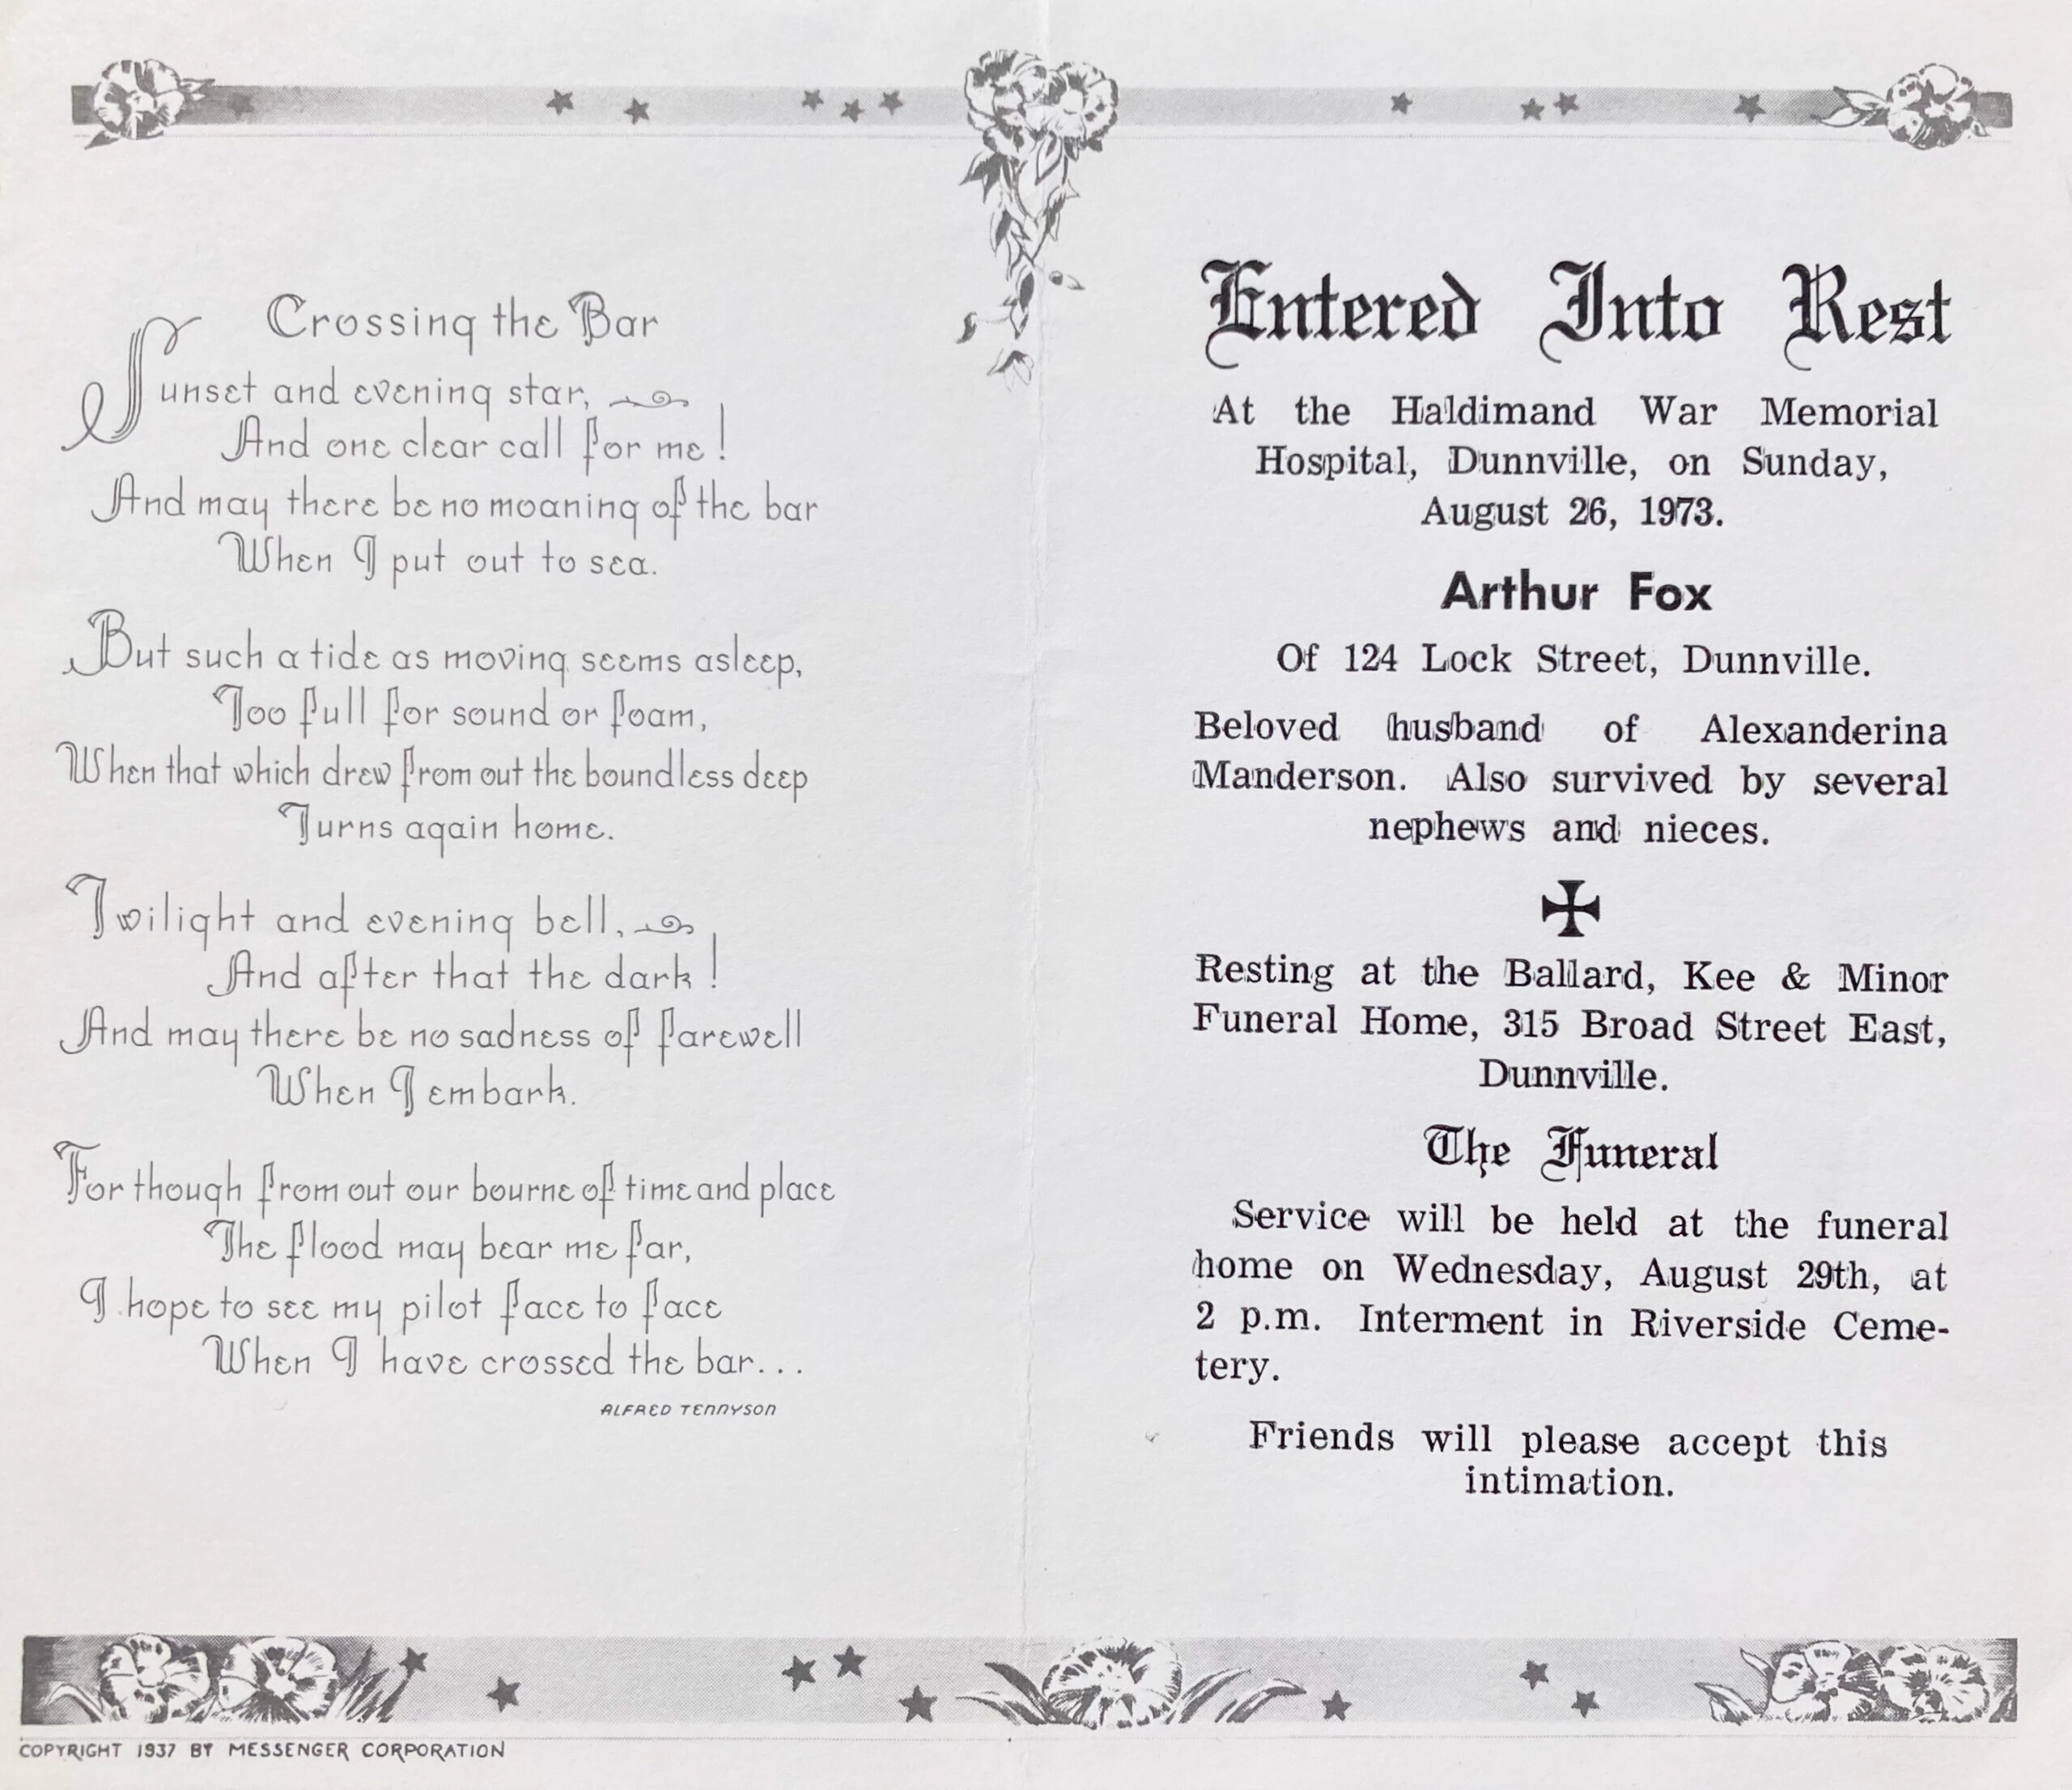 Crossing the Bar
Sunset and evening star,
And one clear call for me!
And may there be no moaning of the bar
When I put out to sea.
But such a tide as moving seems asleep,
Too full for sound or foam,
When that which drew from out the boundless deep
Turns again home.
Twilight and evening bell,
And after that the dark!
And may there be no sadness of farewell
When I embark.
For though from out our bourne of time and place
The flood may bear me far,
I hope to see my pilot face to face
When I have crossed the bar...
ALFRED TENNYSON
COPYRIGHT 1937 BY MESSENGER CORPORATION
Entered Into Rest
At the Haldimand War Memorial
Hospital, Dunnville, on Sunday,
August 26, 1973.
Arthur Fox
Of 124 Lock Street, Dunnville.
Beloved husband of Alexanderina
Manderson. Also survived by several
nephews and nieces.
Resting at the Ballard, Kee & Minor
Funeral Home, 315 Broad Street East,
Dunnville.
The Funeral
Service will be held at the funeral
home on Wednesday, August 29th, at
2 p.m. Interment in Riverside Ceme-
tery.
Friends will please accept this
intimation.